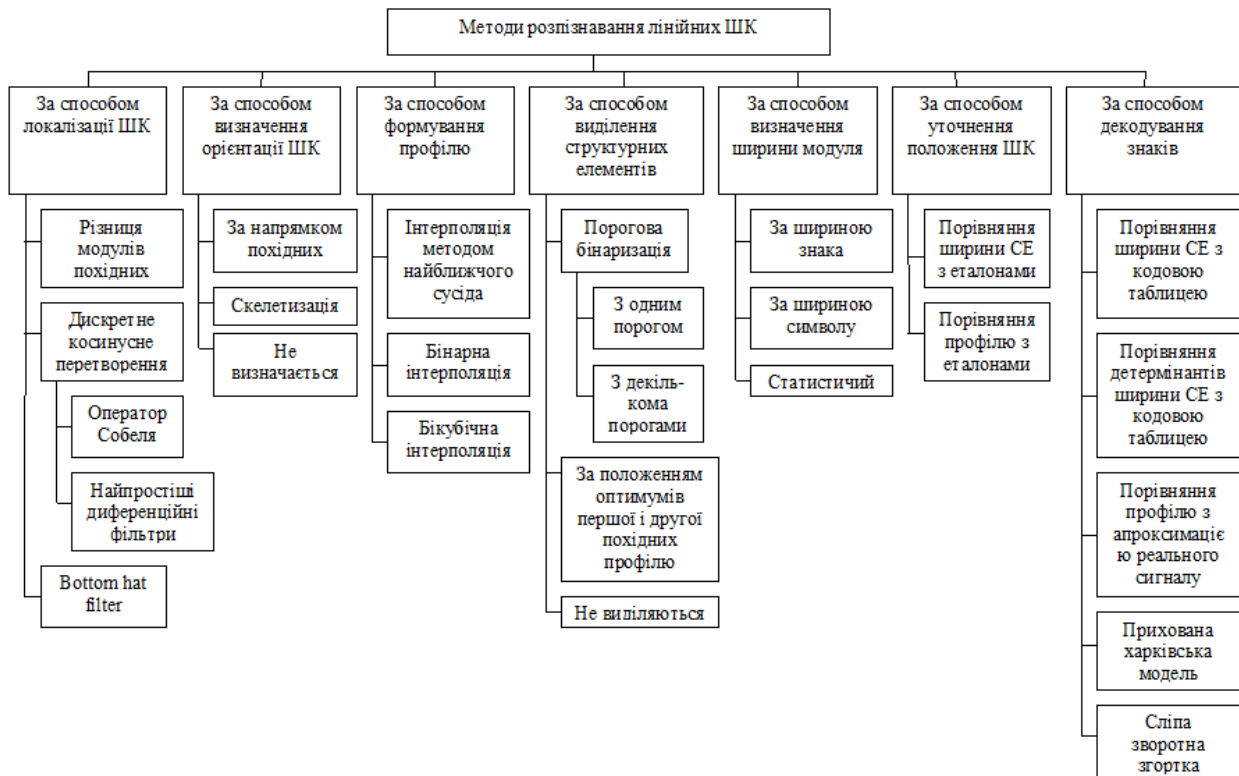 Методи розпізнавання лінійних ШК
За способом
локалізації ШК
Різниця
модулів
похідних
Дискретне
косинусне
перетворення
Оператор
Собеля
Найпростіші
диференційні
фільтри
Bottom hat
filter
За способом
визначення
орієнтації ШК
За напрямком
похідних
Скелетизація
Не
визначається
За способом
формування
профілю
Інтерполяція
методом
найближчого
сусіда
Бінарна
інтерполяція
Бікубічна
інтерполяція
За способом
виділення
структурних
елементів
Порогова
бінаризація
З одним
порогом
З декіль-
кома
порогами
За положенням
оптимумів
першої і другої
похідних
профілю
Не виділяються
За способом
визначення
ширини модуля
За шириною
знака
За шириною
символу
Статистичий
За способом
уточнення
положення ШК
Порівняння
ширини СЕ
з еталонами
Порівняння
профілю з
еталонами
За способом
декодування
знаків
Порівняння
ширини СЕ з
кодовою
таблицею
Порівняння
детермінантів
ширини СЕ з
кодовою
таблицею
Порівняння
профілю з
апроксимаціє
ю реального
сигналу
Прихована
харківська
модель
Сліпа
зворотна
згортка